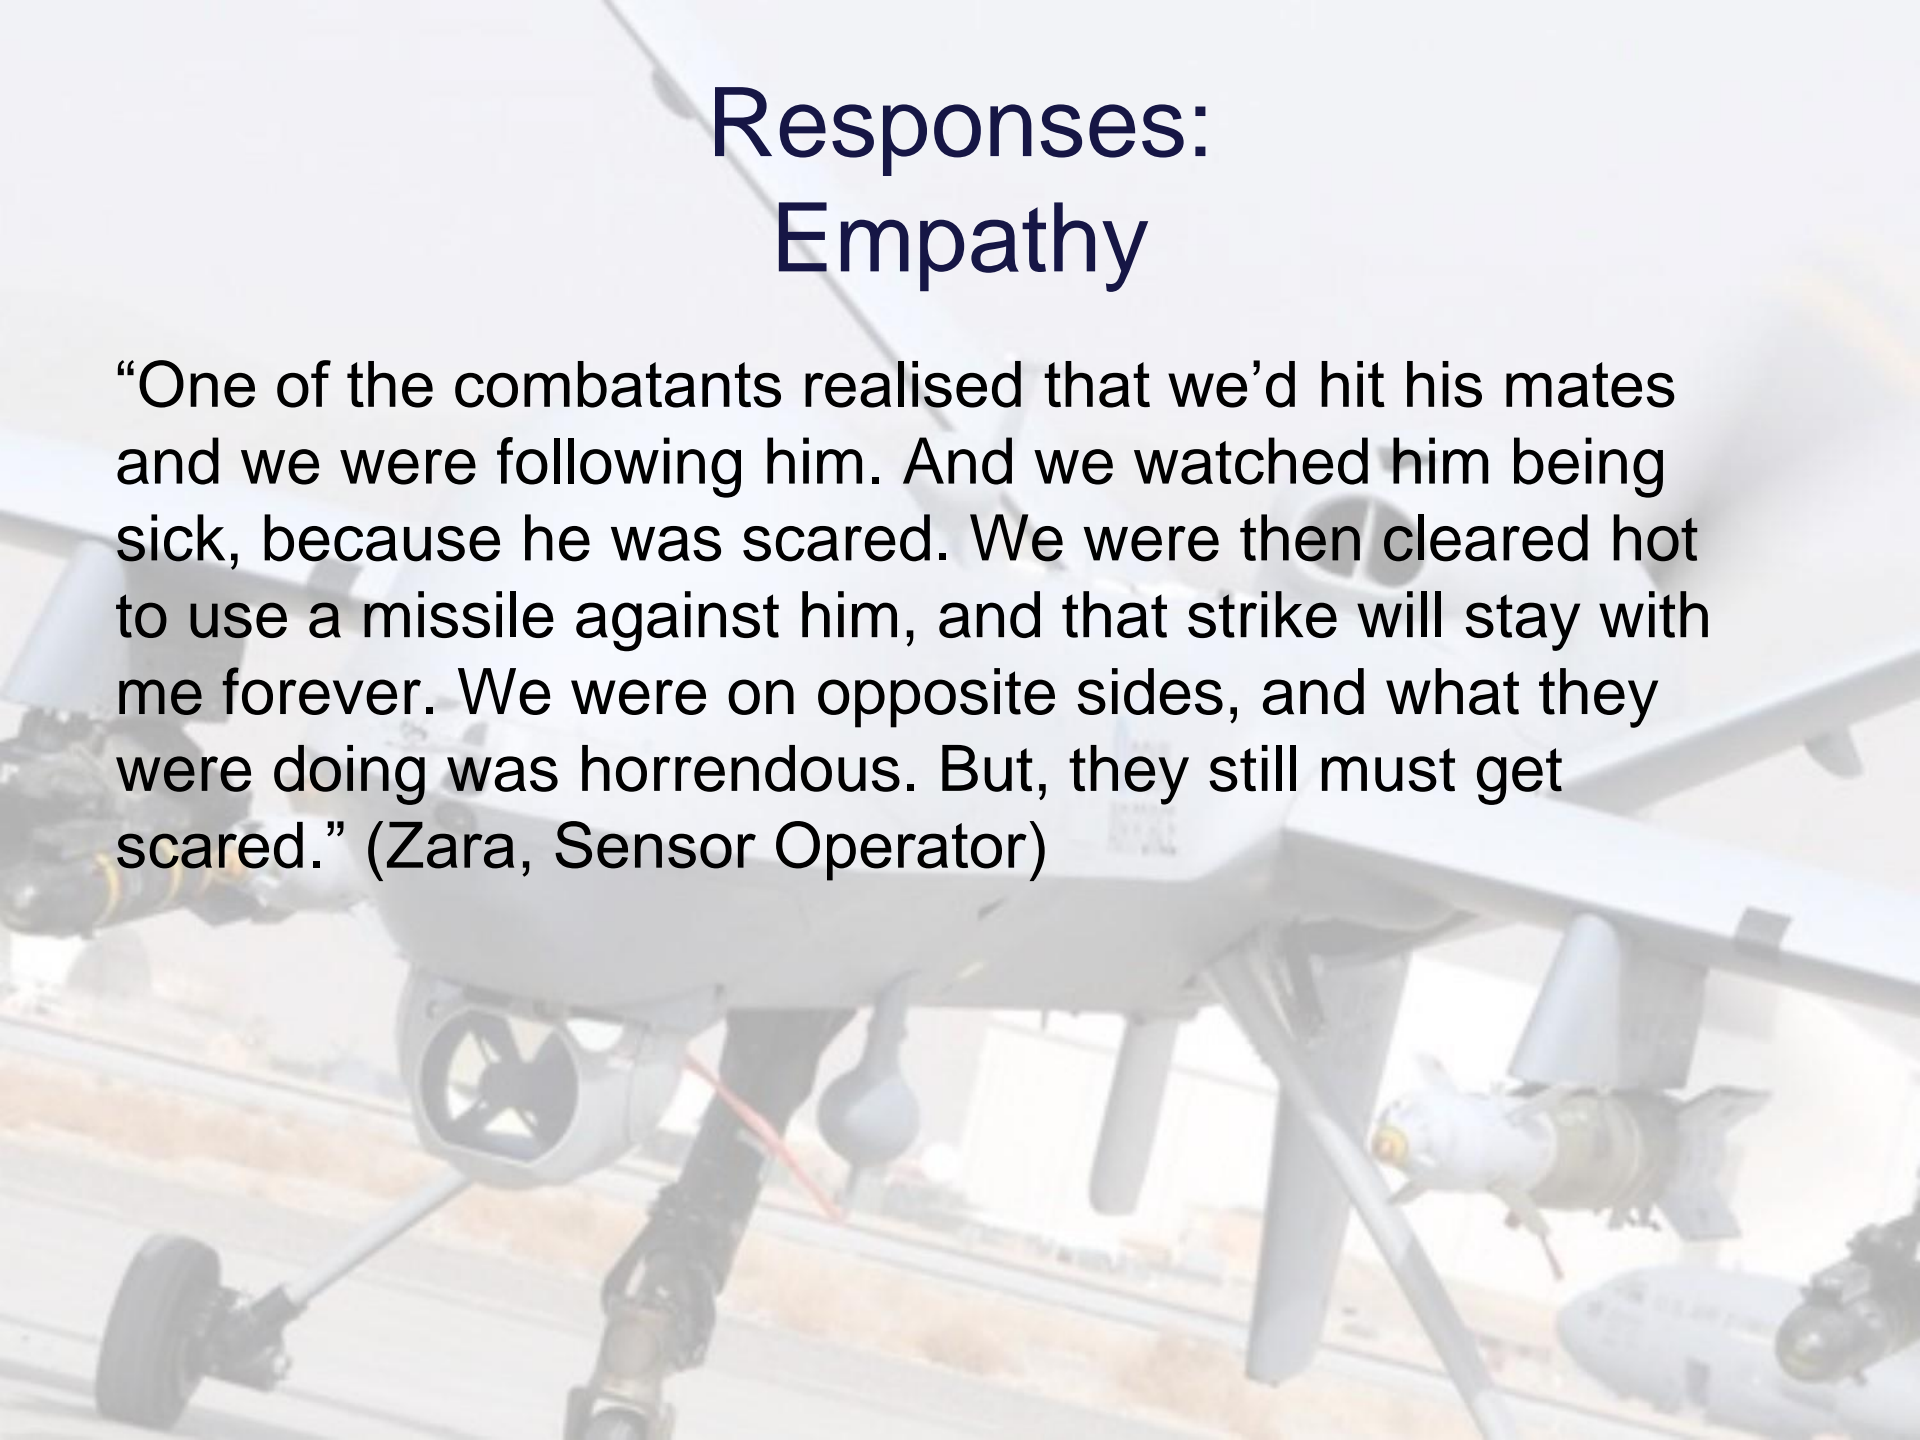 Responses:
Empathy
“One of the combatants realised that we’d hit his mates
and we were following him. And we watched him being
sick, because he was scared. We were then cleared hot
to use a missile against him, and that strike will stay with
me forever. We were on opposite sides, and what they
were doing was horrendous. But, they still must get
scared.” (Zara, Sensor Operator)